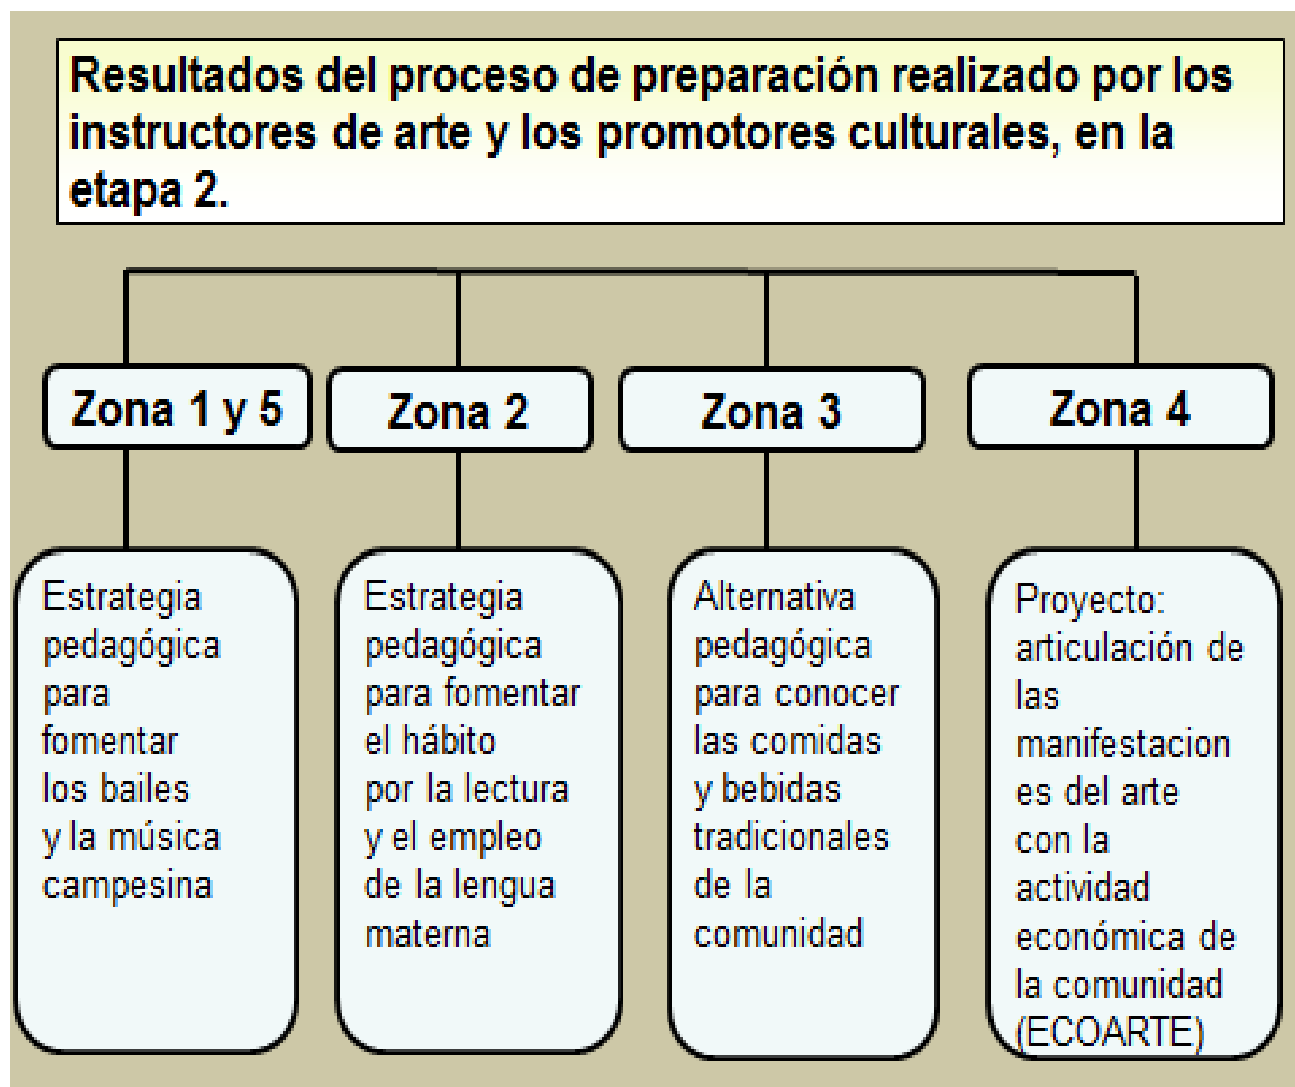 Resultados del proceso de preparación realizado por los
instructores de arte y los promotores culturales, en la
etapa 2.
Zona 1 y 5
Zona 2
Zona 3
Zona 4
Estrategia
pedagógica
para
fomentar
los bailes
y la música
campesina
Estrategia
pedagógica
para fomentar
el hábito
por la lectura
y el empleo
de la lengua
materna
Alternativa
pedagógica
para conocer
las comidas
y bebidas
tradicionales
de la
comunidad
Proyecto:
articulación de
las
manifestacion
es del arte
con la
actividad
económica de
la comunidad
(ECOARTE)